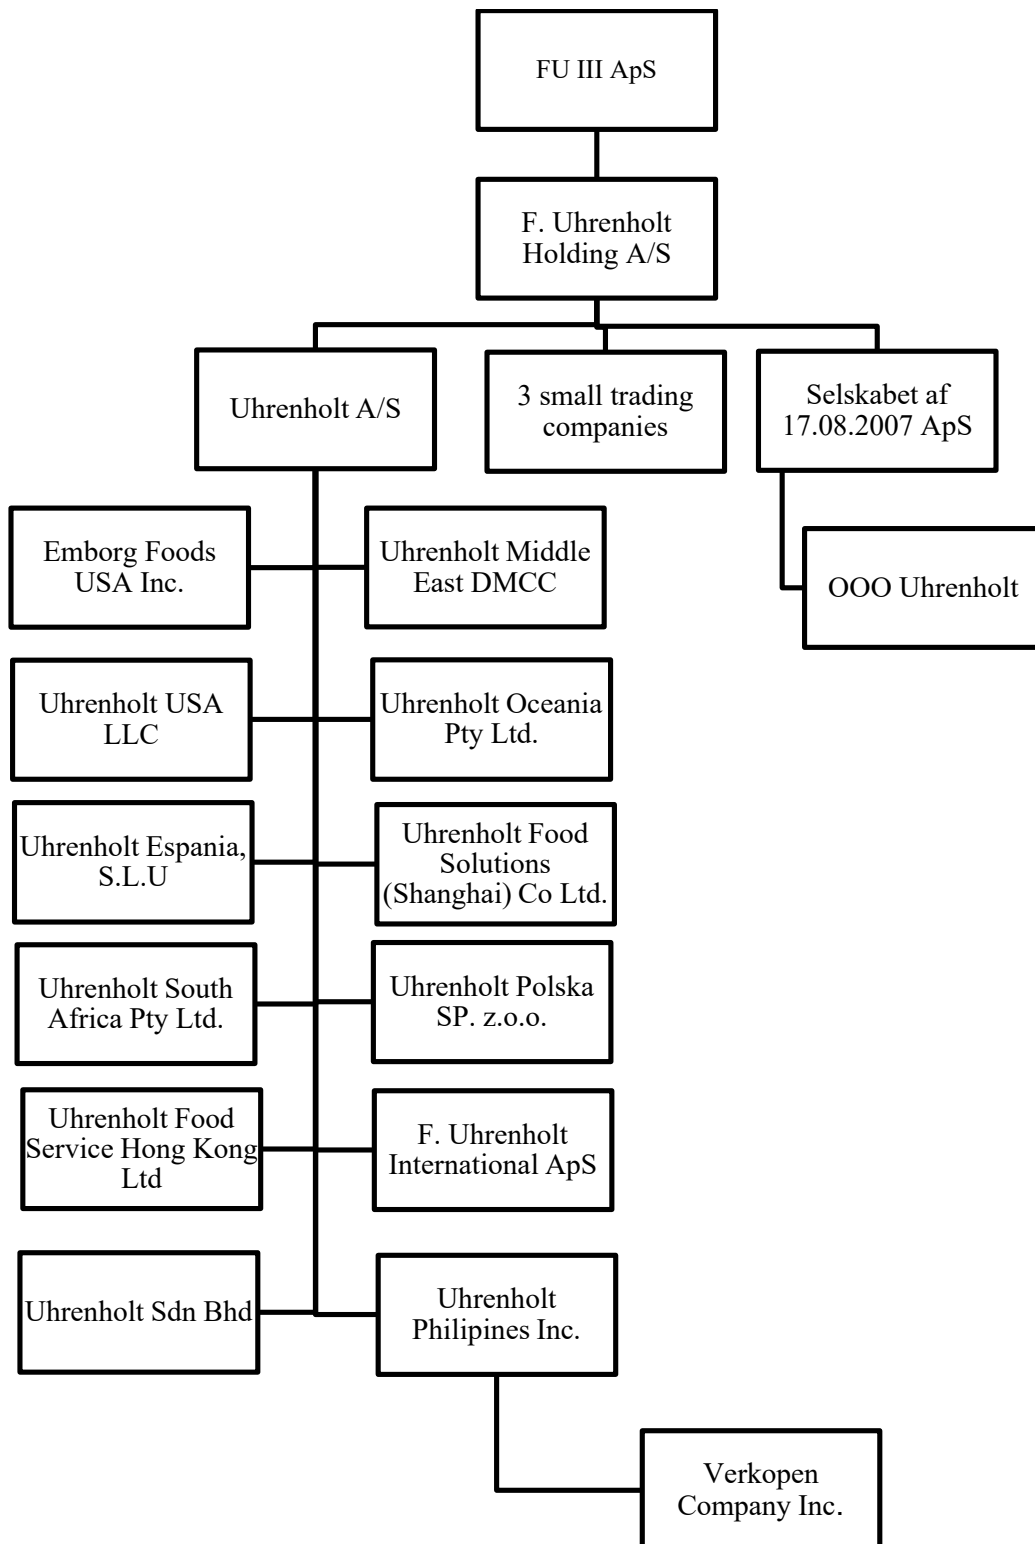 FU III ApS
F. Uhrenholt
Holding A/S
Uhrenholt A/S
3 small trading
companies
Selskabet af
17.08.2007 ApS
Emborg Foods
USA Inc.
Uhrenholt Middle
East DMCC
OOO Uhrenholt
Uhrenholt USA
LLC
Uhrenholt Oceania
Pty Ltd.
Uhrenholt Espania,
S.L.U
Uhrenholt Food
Solutions
(Shanghai) Co Ltd.
Uhrenholt South
Africa Pty Ltd.
Uhrenholt Polska
SP. z.o.o.
Uhrenholt Food
Service Hong Kong
Ltd
F. Uhrenholt
International ApS
Uhrenholt Sdn Bhd
Uhrenholt
Philipines Inc.
Verkopen
Company Inc.